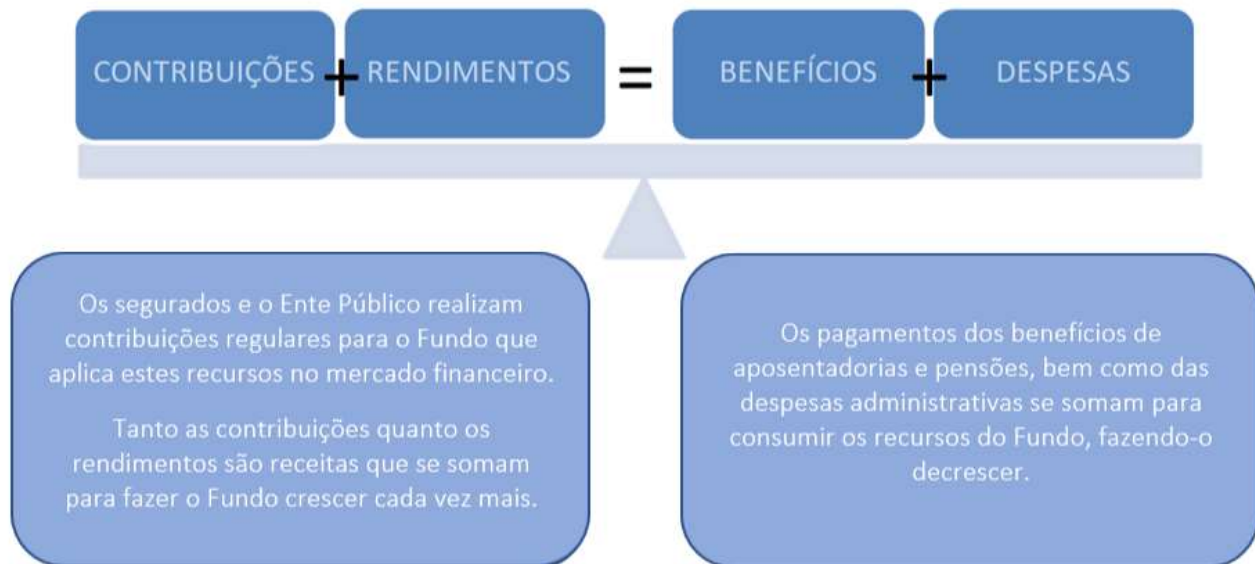 CONTRIBUIÇÕES + RENDIMENTOS = BENEFÍCIOS + DESPESAS
Os segurados e o Ente Público realizam
contribuições regulares para o Fundo que
aplica estes recursos no mercado financeiro.
Tanto as contribuições quanto os
rendimentos são receitas que se somam
para fazer o Fundo crescer cada vez mais.
Os pagamentos dos benefícios de
aposentadorias e pensões, bem como das
despesas administrativas se somam para
consumir os recursos do Fundo, fazendo-o
decrescer.